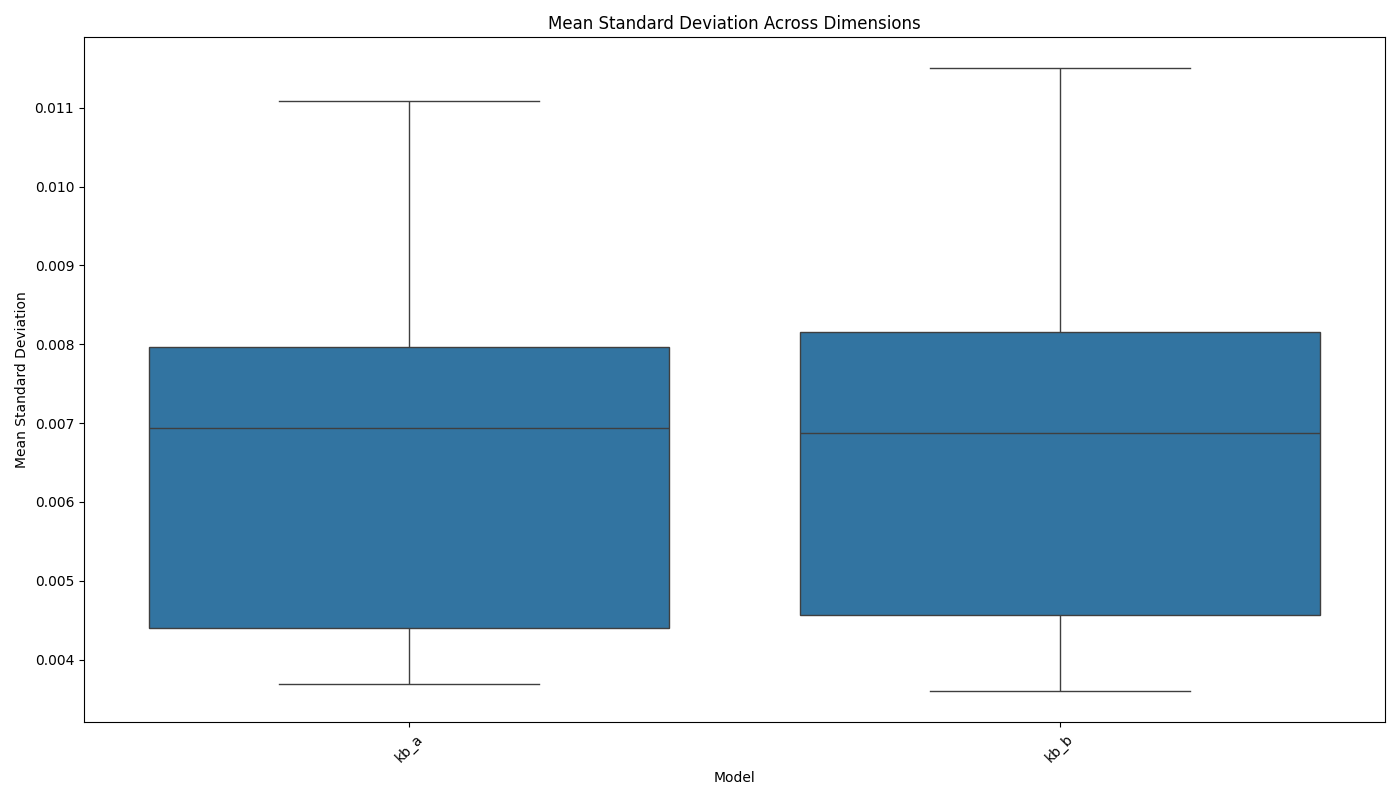 Mean Standard Deviation Across Dimensions
Mean Standard Deviation
0.011
0.010
0.009
0.008
0.007
0.006
0.005
0.004
kb_a
kb_b
Model